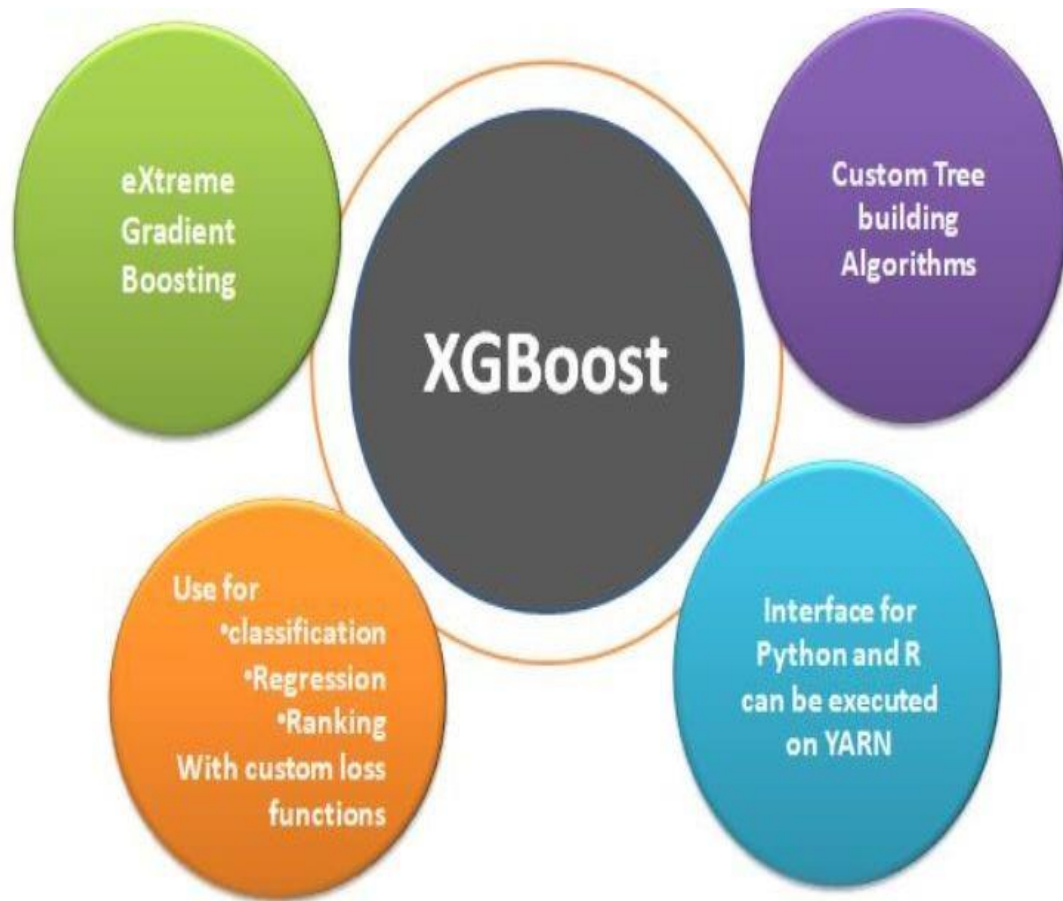 eXtreme
Gradient
Boosting
Custom Tree
building
Algorithms
XGBoost
Use for
•classification
•Regression
•Ranking
With custom loss
functions
Interface for
Python and R
can be executed
on YARN